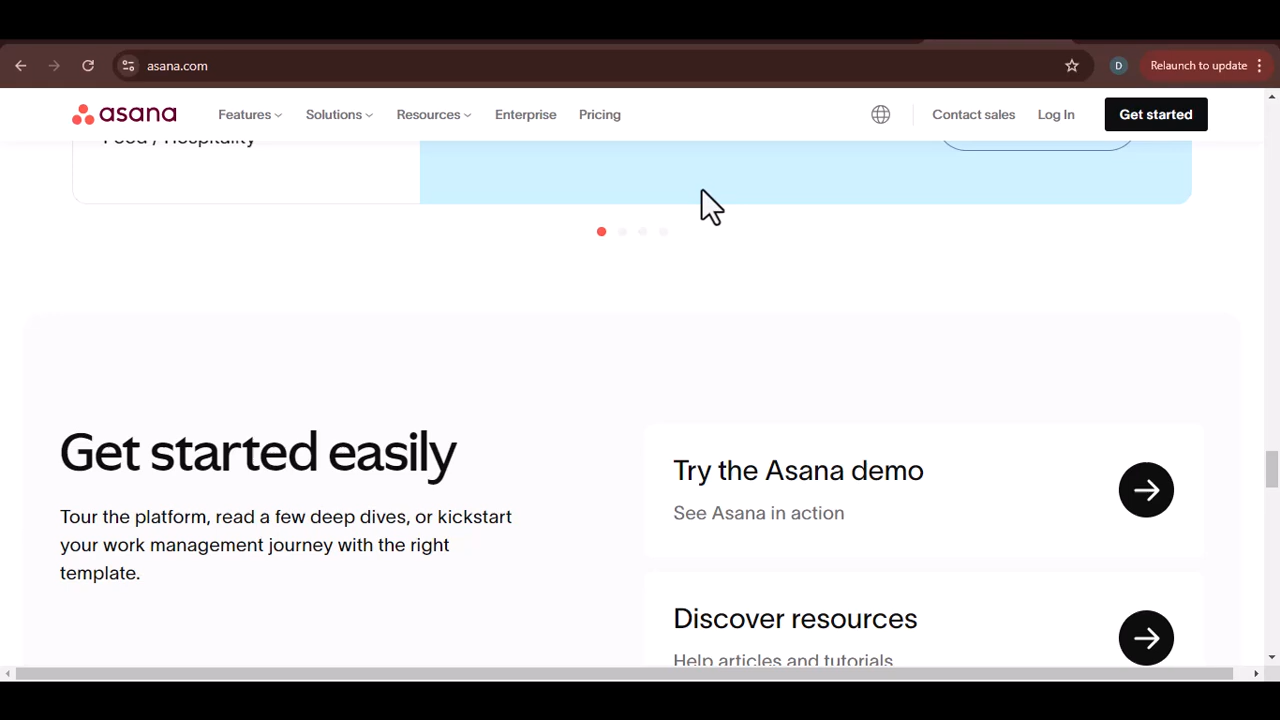 asana.com
D
Relaunch to update
asana
Features
Solutions
Resources
Enterprise
Pricing
Contact sales
Log In
Get started
Food / Hospitality
Get started easily
Tour the platform, read a few deep dives, or kickstart
your work management journey with the right
template.
Try the Asana demo
See Asana in action
Discover resources
Help articles and tutorials